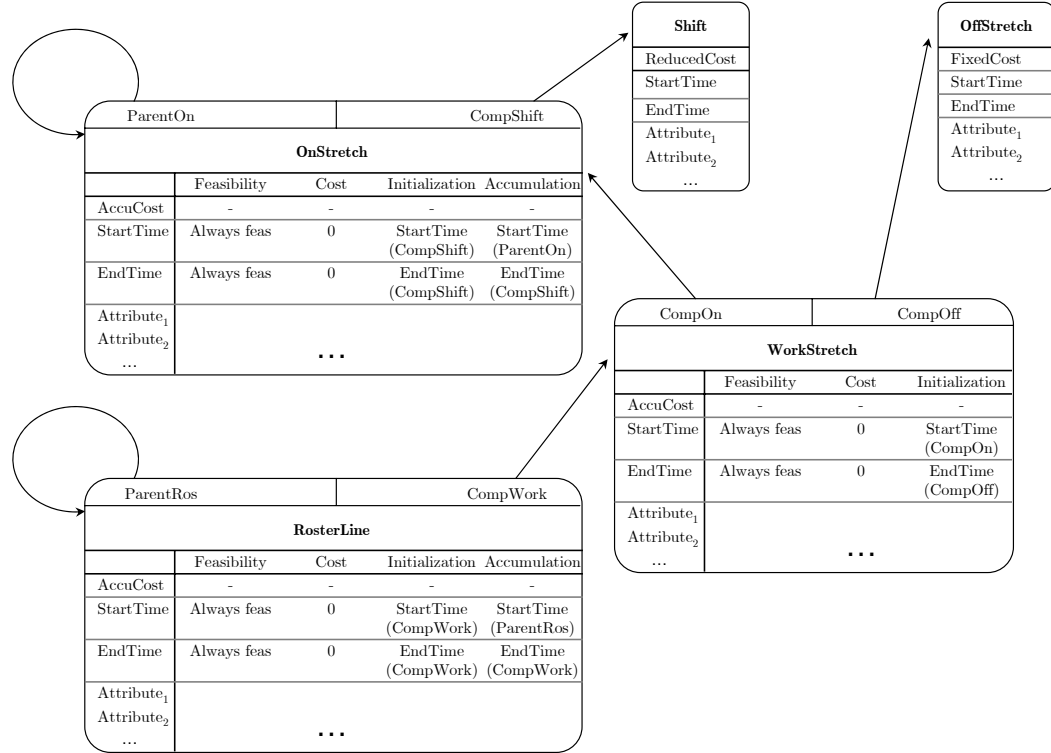 Shift
ReducedCost
StartTime
EndTime
Attribute₁
Attribute₂
...
OffStretch
FixedCost
StartTime
EndTime
Attribute₁
Attribute₂
...
ParentOn CompShift
OnStretch
Feasibility Cost Initialization Accumulation
AccuCost - - - -
StartTime Always feas 0 StartTime StartTime
(CompShift) (ParentOn)
EndTime Always feas 0 EndTime EndTime
(CompShift) (CompShift)
Attribute₁
Attribute₂
... ...
CompOn CompOff
WorkStretch
Feasibility Cost Initialization
AccuCost - - -
StartTime Always feas 0 StartTime
(CompOn)
EndTime Always feas 0 EndTime
(CompOff)
Attribute₁
Attribute₂
... ...
ParentRos CompWork
RosterLine
Feasibility Cost Initialization Accumulation
AccuCost - - - -
StartTime Always feas 0 StartTime StartTime
(CompWork) (ParentRos)
EndTime Always feas 0 EndTime EndTime
(CompWork) (CompWork)
Attribute₁
Attribute₂
... ...